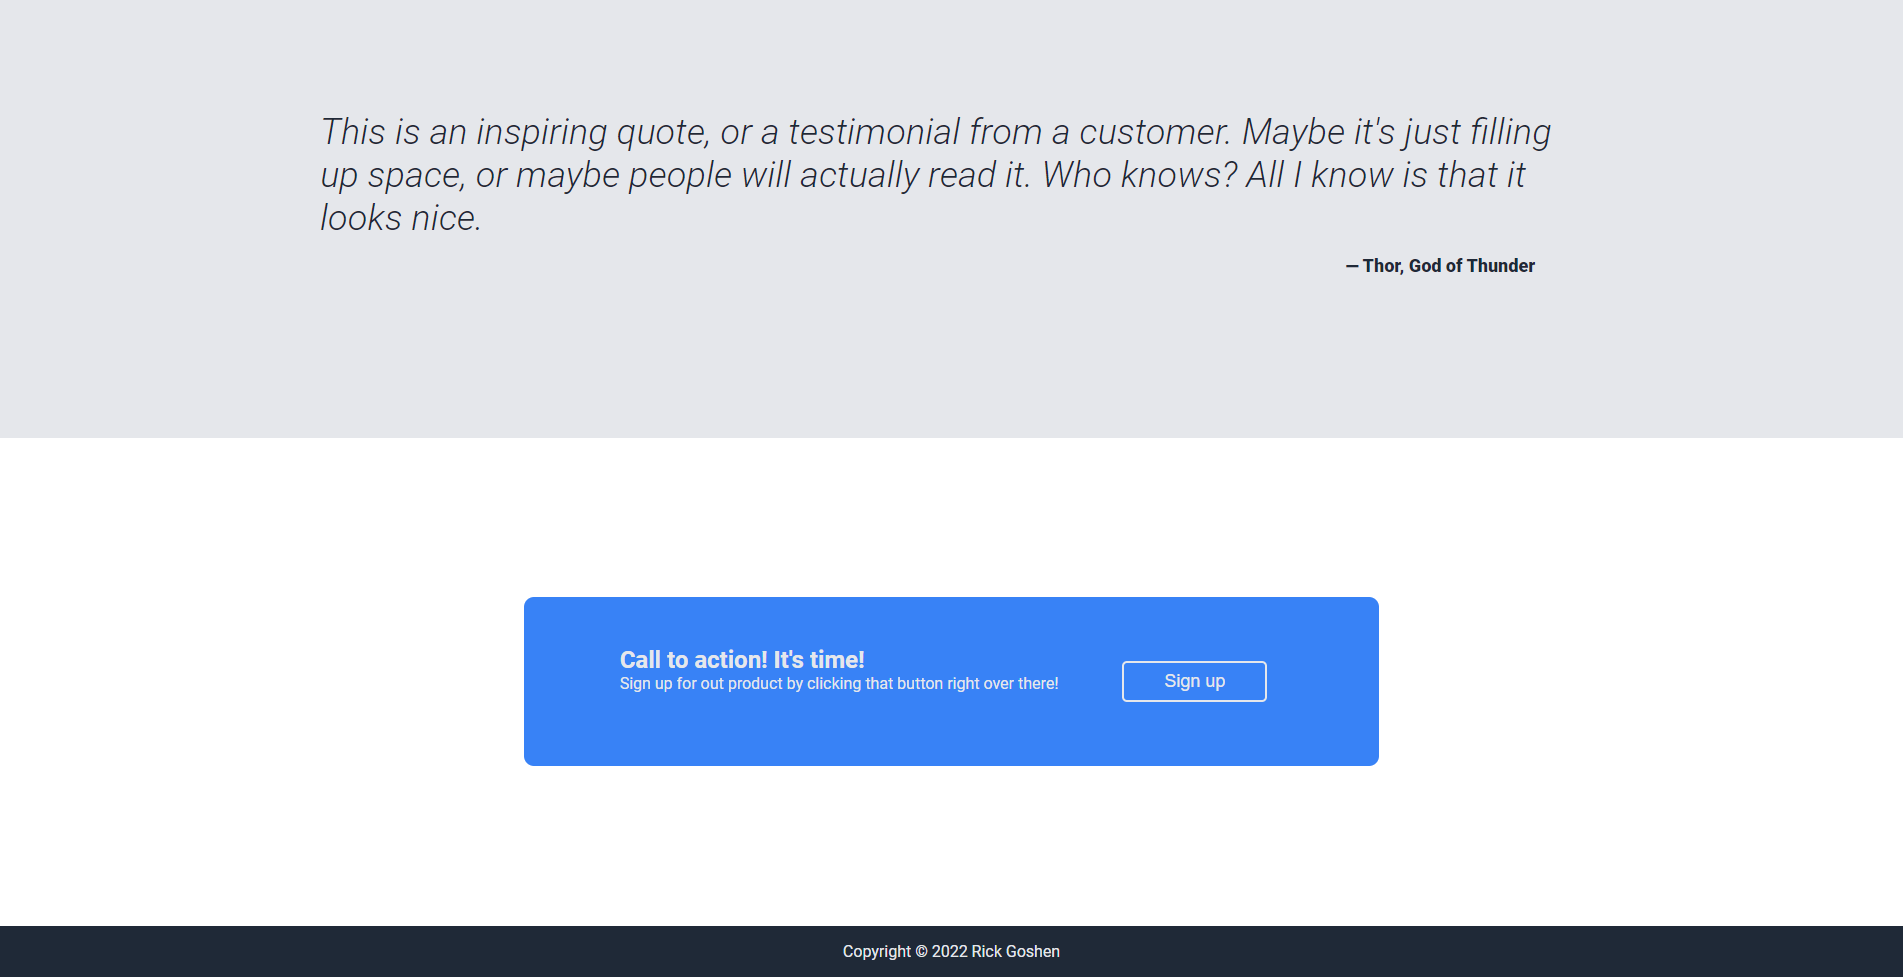 This is an inspiring quote, or a testimonial from a customer. Maybe it's just filling
up space, or maybe people will actually read it. Who knows? All I know is that it
looks nice.
— Thor, God of Thunder
Call to action! It's time!
Sign up for out product by clicking that button right over there!
Sign up
Copyright © 2022 Rick Goshen